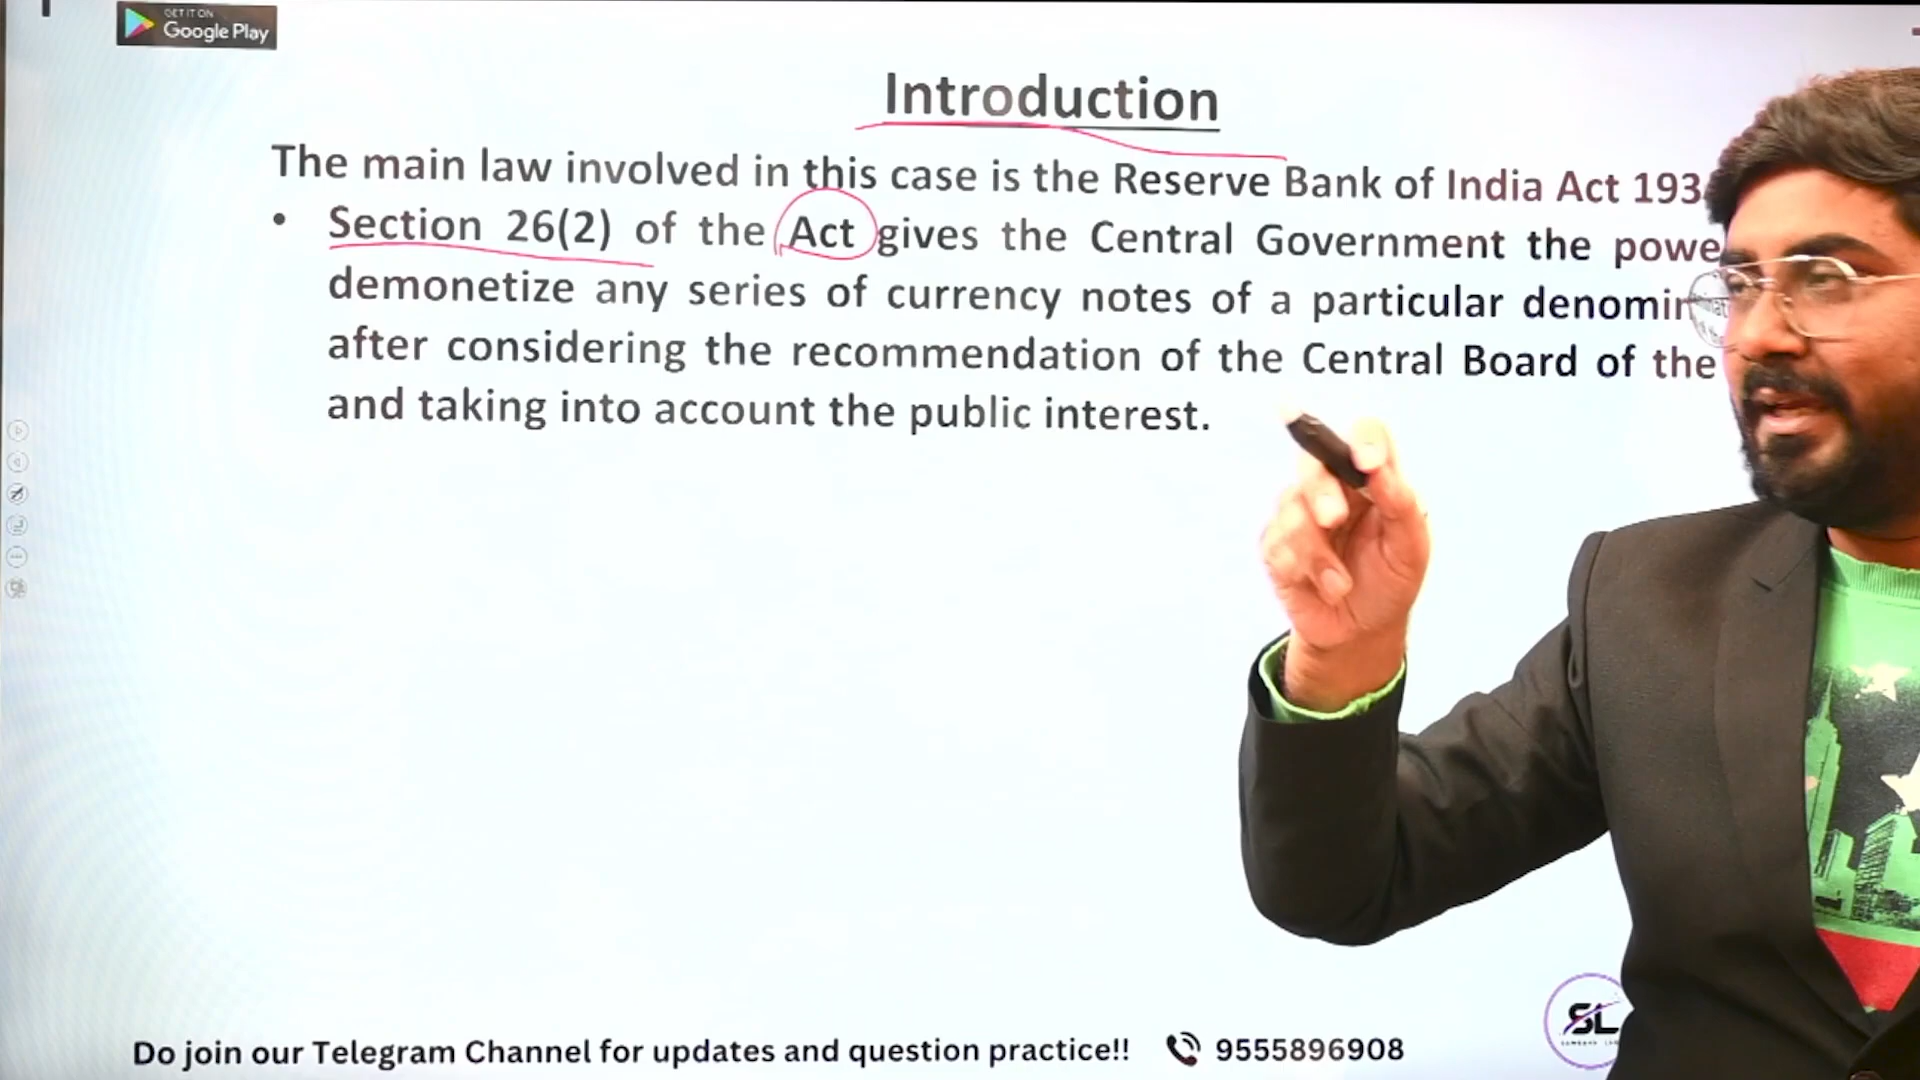 GET IT ON
Google Play
Introduction
The main law involved in this case is the Reserve Bank of India Act 193
• Section 26(2) of the Act gives the Central Government the powe
demonetize any series of currency notes of a particular denomin
after considering the recommendation of the Central Board of the
and taking into account the public interest.
SL
Do join our Telegram Channel for updates and question practice!! 9555896908